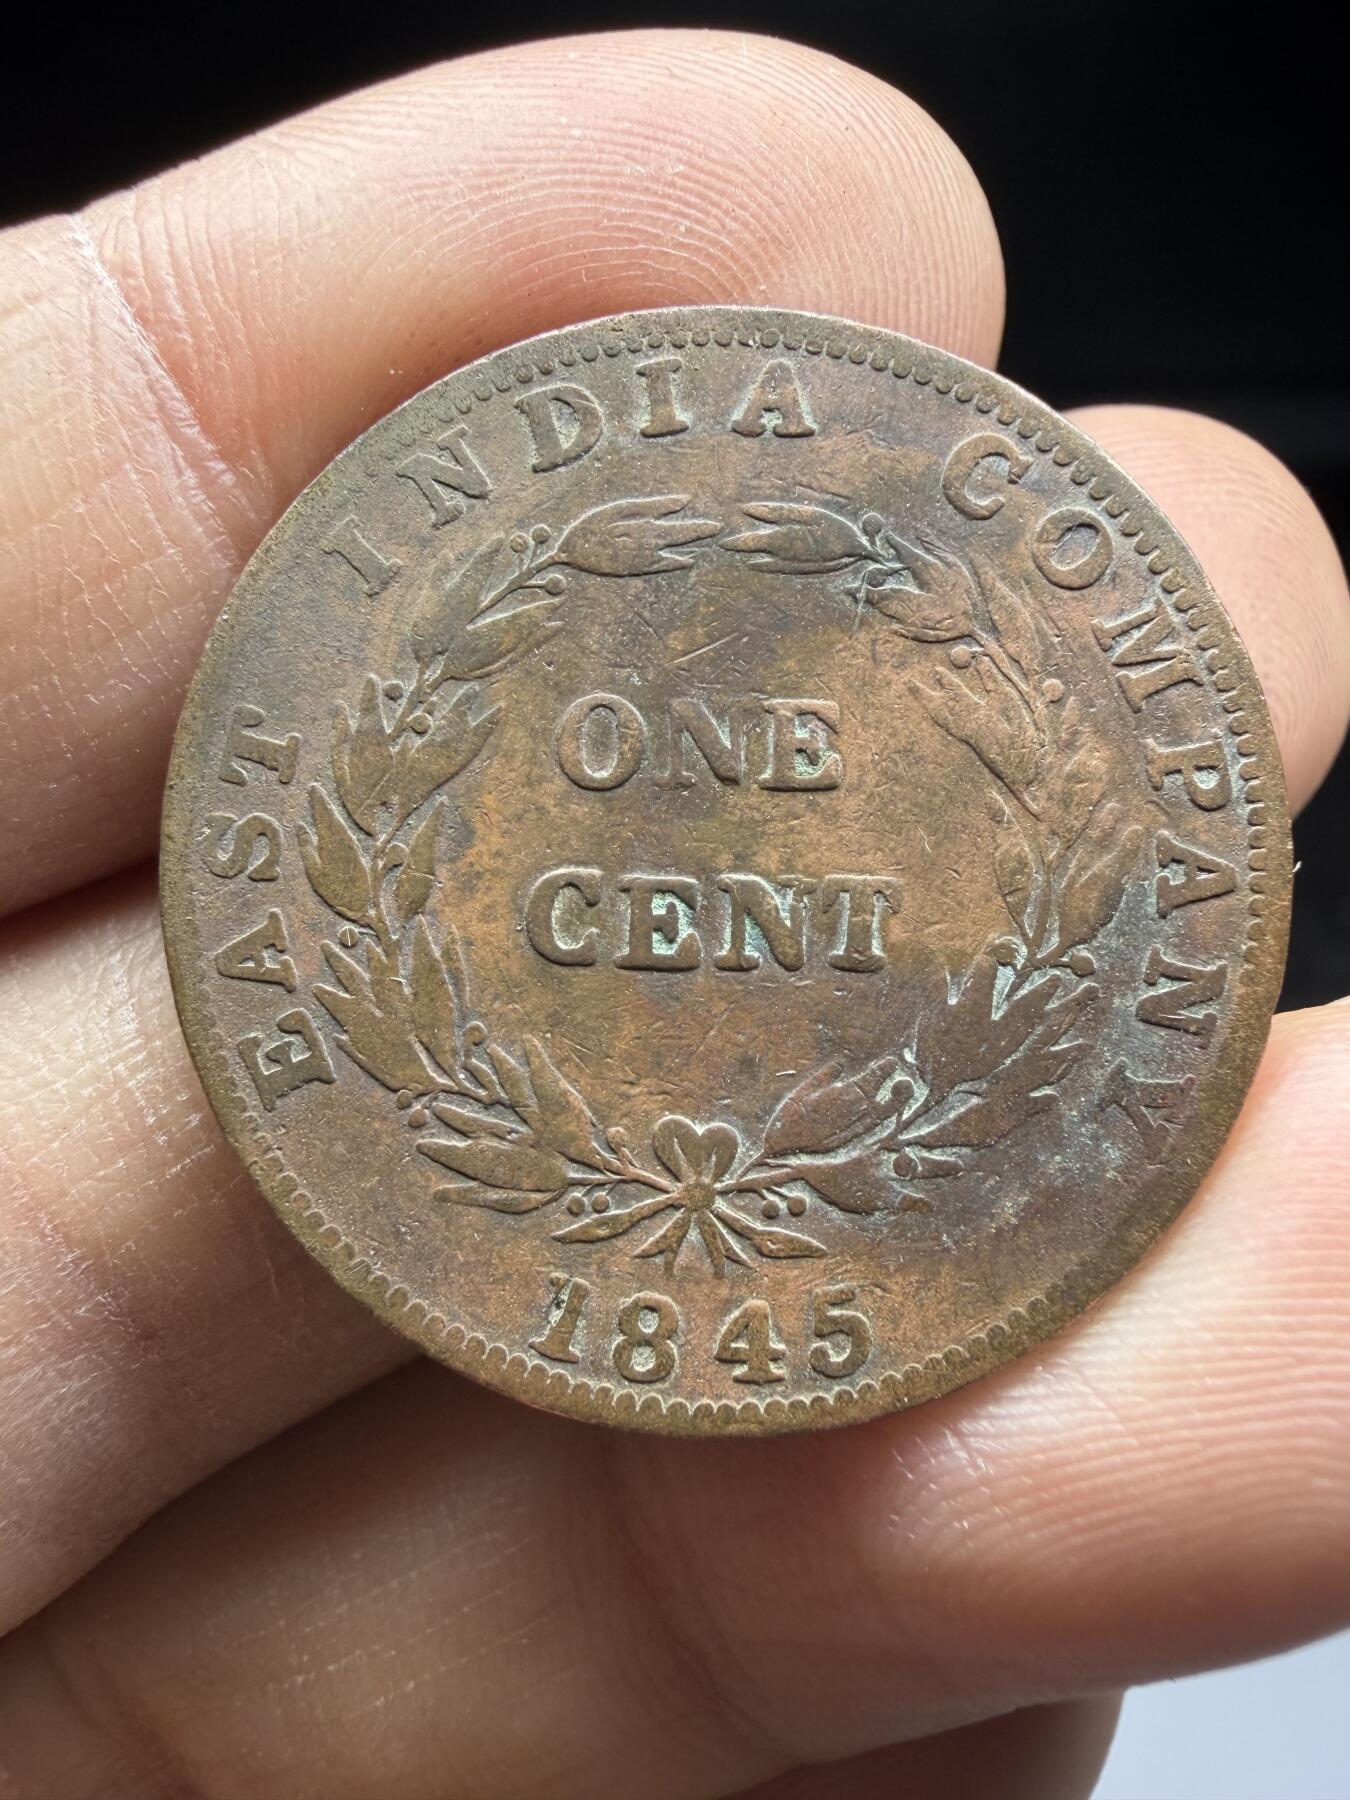 EAST INDIA COMPANY
ONE
CENT
1845